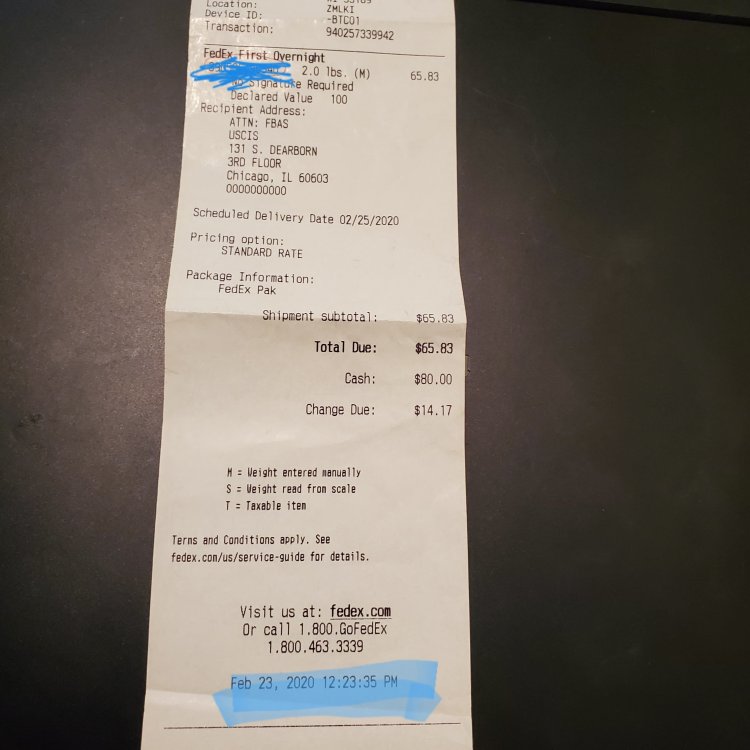 Location:
Device ID: ZMLKI
Transaction: -BTC01
940257339942
FedEx First Overnight
2.0 lbs. (M) 65.83
No Signature Required
Declared Value 100
Recipient Address:
ATTN: FBAS
USCIS
131 S. DEARBORN
3RD FLOOR
Chicago, IL 60603
0000000000
Scheduled Delivery Date 02/25/2020
Pricing option:
STANDARD RATE
Package Information:
FedEx Pak
Shipment subtotal: $65.83
Total Due: $65.83
Cash: $80.00
Change Due: $14.17
M = Weight entered manually
S = Weight read from scale
T = Taxable item
Terms and Conditions apply. See
fedex.com/us/service-guide for details.
Visit us at: fedex.com
Or call 1.800.GoFedEx
1.800.463.3339
Feb 23, 2020 12:23:35 PM